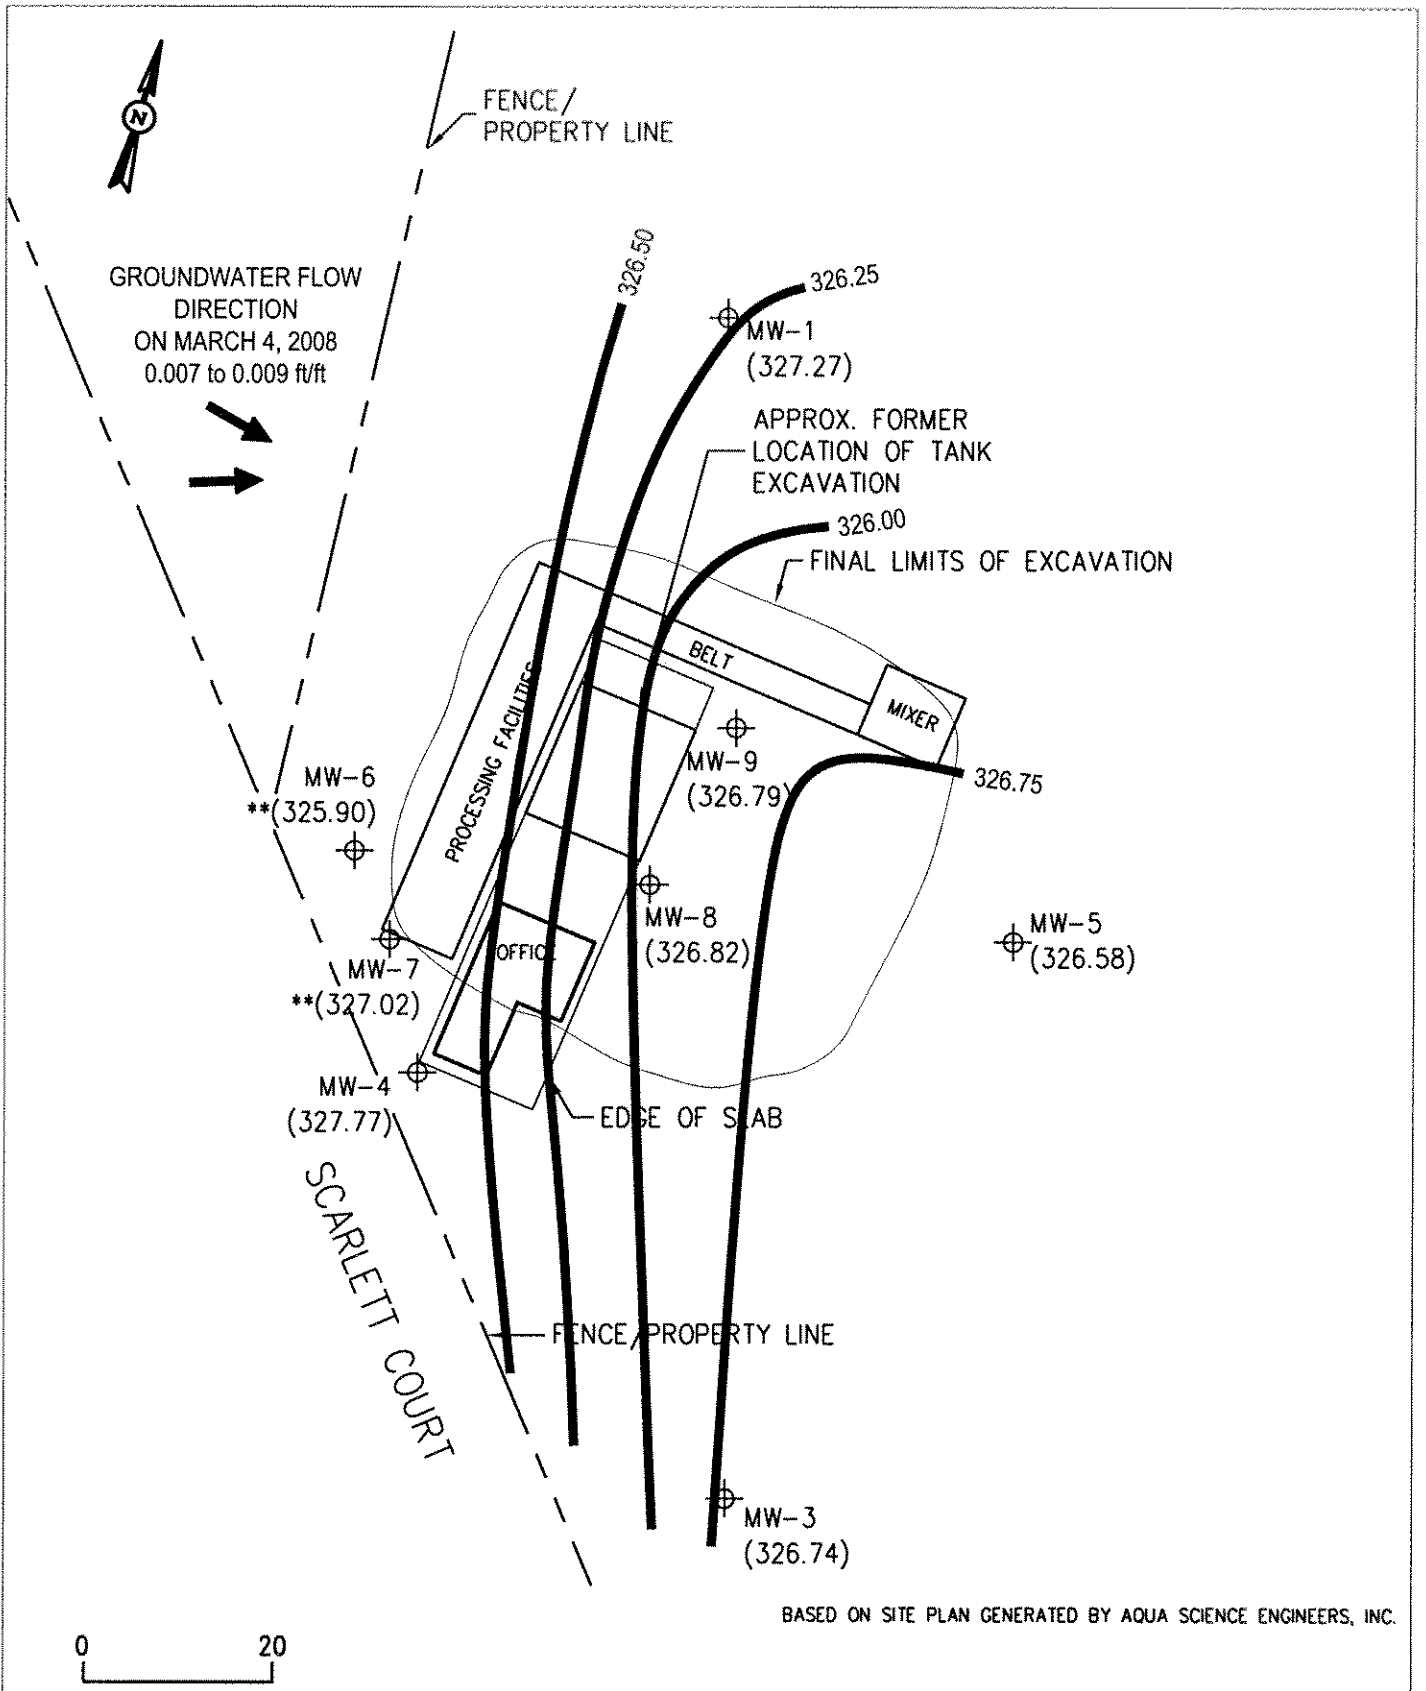 N
FENCE/
PROPERTY LINE
GROUNDWATER FLOW
DIRECTION
ON MARCH 4, 2008
0.007 to 0.009 ft/ft
326.50
326.25
MW-1
(327.27)
APPROX. FORMER
LOCATION OF TANK
EXCAVATION
326.00
FINAL LIMITS OF EXCAVATION
BELT
MIXER
PROCESSING FACILITIES
MW-9
(326.79)
326.75
MW-6
**(325.90)
MW-8
(326.82)
MW-5
(326.58)
OFFICE
MW-7
**(327.02)
MW-4
(327.77)
EDGE OF SLAB
SCARLETT COURT
FENCE/PROPERTY LINE
MW-3
(326.74)
BASED ON SITE PLAN GENERATED BY AQUA SCIENCE ENGINEERS, INC.
0 20